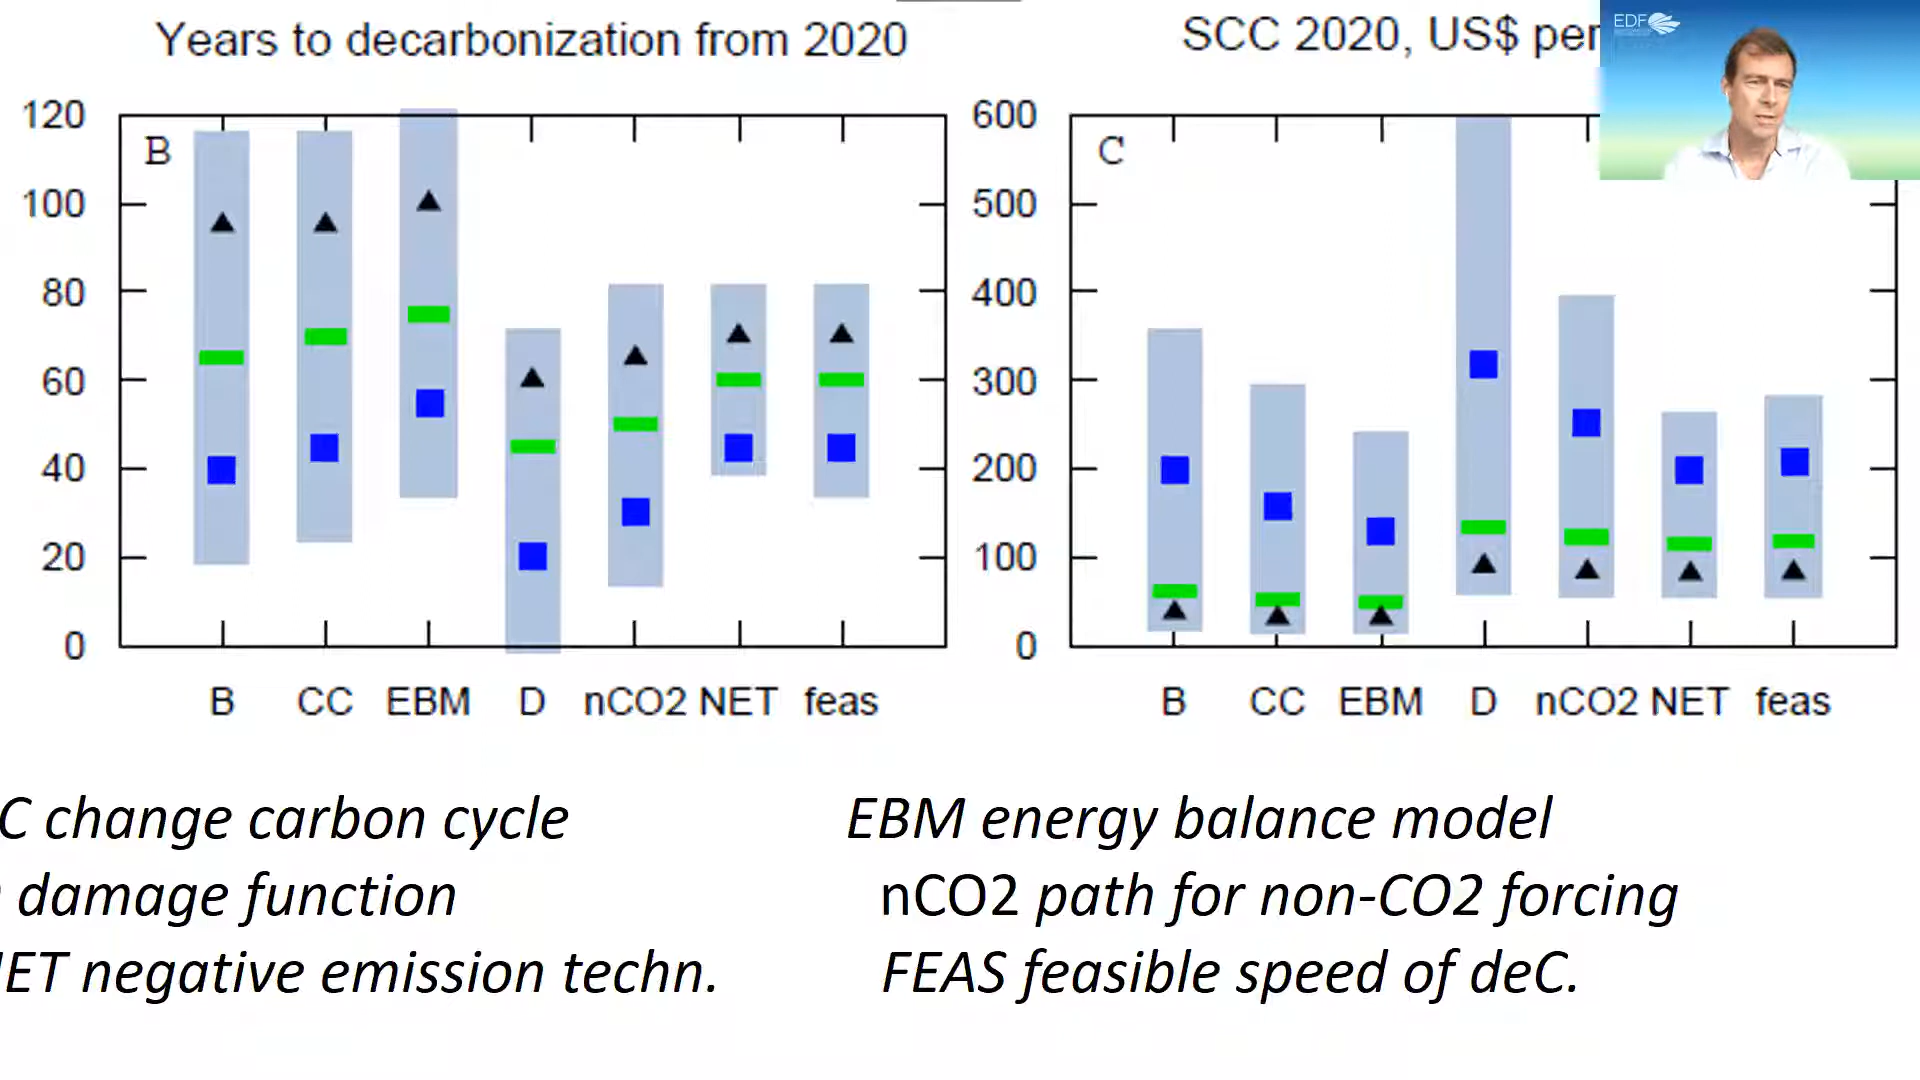 Years to decarbonization from 2020
SCC 2020, US$ per
EDF
B
120
100
80
60
40
20
0
B CC EBM D nCO2 NET feas
C
600
500
400
300
200
100
0
B CC EBM D nCO2 NET feas
C change carbon cycle
EBM energy balance model
damage function
nCO2 path for non-CO2 forcing
NET negative emission techn.
FEAS feasible speed of deC.